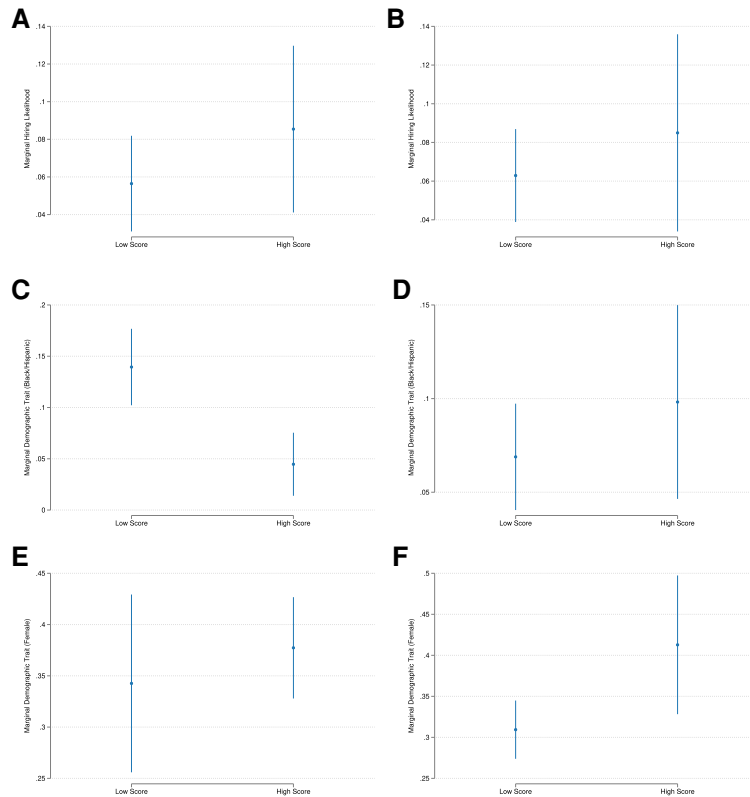 A
Marginal Hiring Likelihood
.14
.12
.1
.08
.06
.04
Low Score
High Score
B
Marginal Hiring Likelihood
.14
.12
.1
.08
.06
.04
Low Score
High Score
C
Marginal Demographic Trait (Black/Hispanic)
.2
.15
.1
.05
0
Low Score
High Score
D
Marginal Demographic Trait (Black/Hispanic)
.15
.1
.05
Low Score
High Score
E
Marginal Demographic Trait (Female)
.45
.4
.35
.3
.25
Low Score
High Score
F
Marginal Demographic Trait (Female)
.5
.45
.4
.35
.3
.25
Low Score
High Score